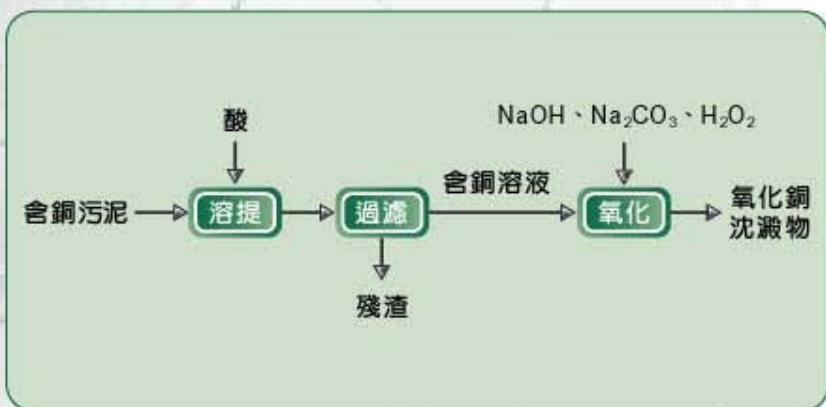 酸
NaOH、Na₂CO₃、H₂O₂
含銅污泥
溶提
過濾
含銅溶液
氧化
氧化銅
沈澱物
殘渣